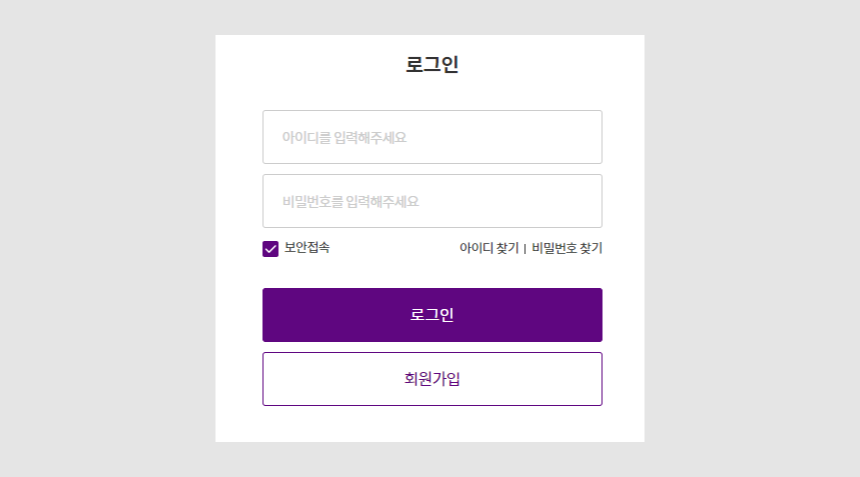 로그인
아이디를 입력해주세요
비밀번호를 입력해주세요
보안접속 아이디 찾기 | 비밀번호 찾기
로그인
회원가입